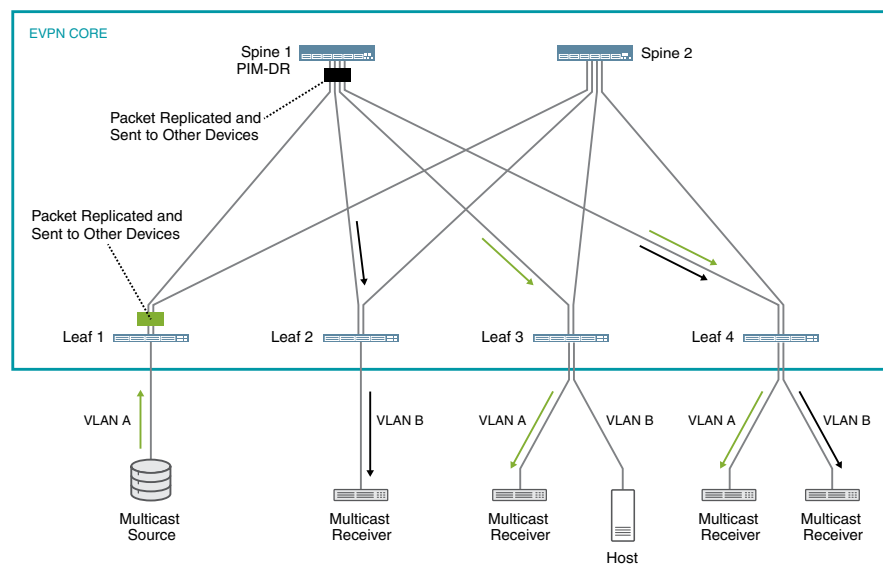 EVPN CORE
Spine 1
PIM-DR
Spine 2
Packet Replicated and
Sent to Other Devices
Packet Replicated and
Sent to Other Devices
Leaf 1
Leaf 2
Leaf 3
Leaf 4
VLAN A
VLAN B
VLAN A
VLAN B
VLAN A
VLAN B
Multicast
Source
Multicast
Receiver
Multicast
Receiver
Host
Multicast
Receiver
Multicast
Receiver